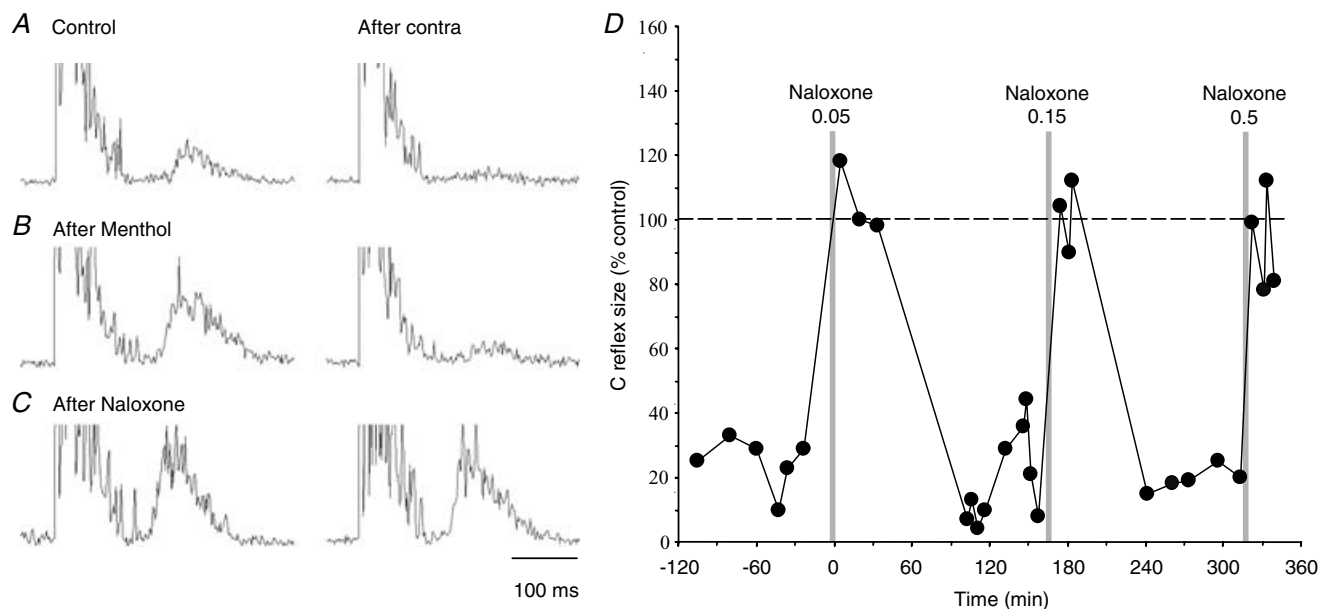 A Control After contra
B After Menthol
C After Naloxone
100 ms
D
160
140
120
100
80
60
40
20
0
C reflex size (% control)
Naloxone
0.05
Naloxone
0.15
Naloxone
0.5
-120 -60 0 60 120 180 240 300 360
Time (min)